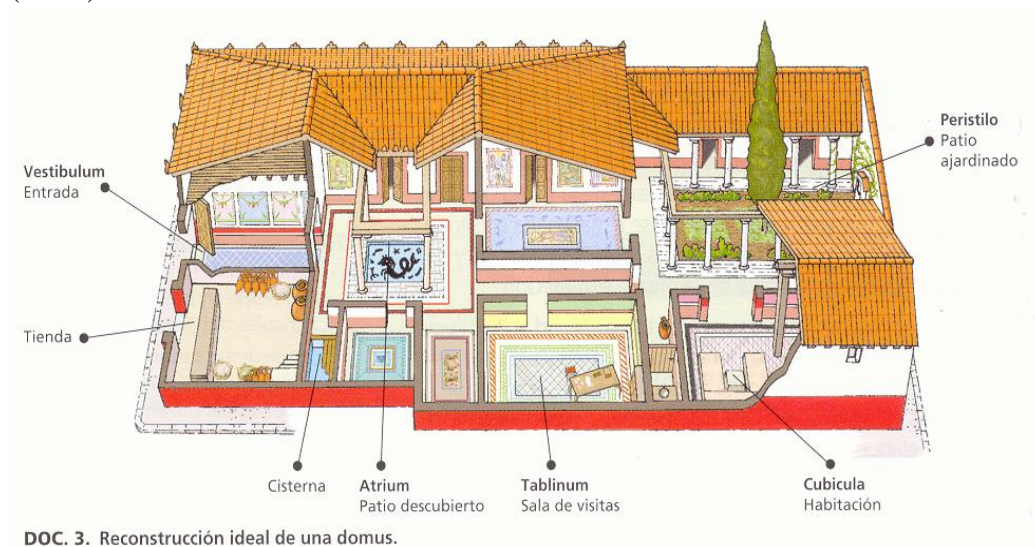 Peristilo
Patio
ajardinado
Vestibulum
Entrada
Tienda
Cisterna
Atrium
Patio descubierto
Tablinum
Sala de visitas
Cubicula
Habitación
DOC. 3. Reconstrucción ideal de una domus.